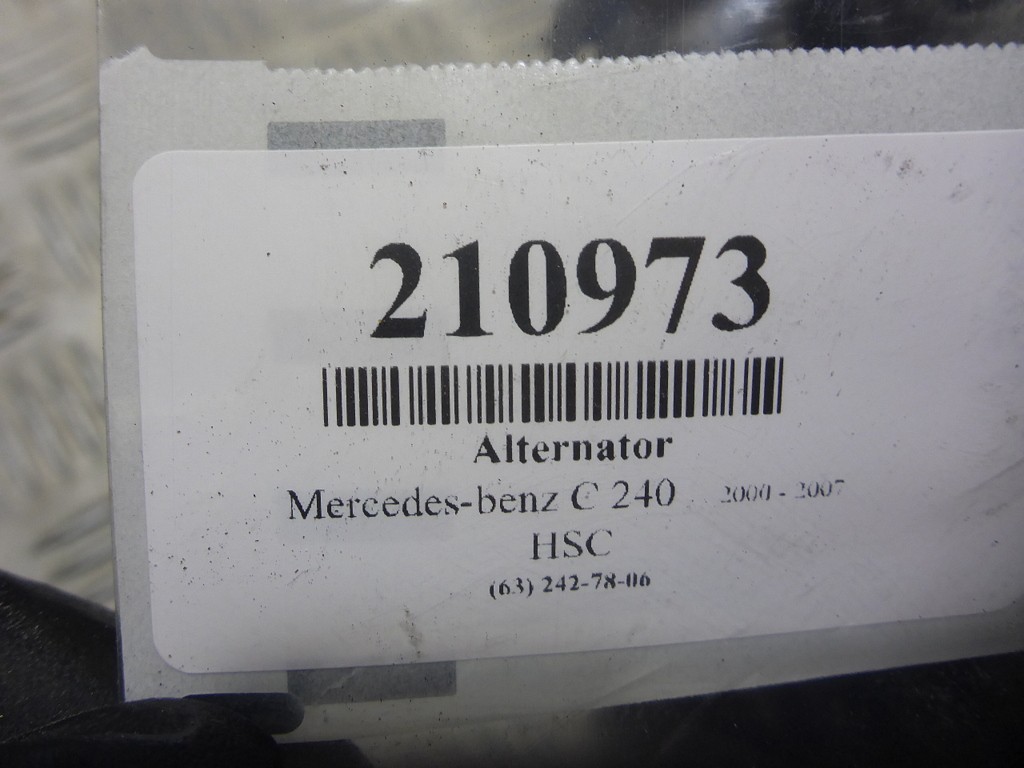 210973
Alternator
Mercedes-benz C 240 2000 - 2007
HSC
(63) 242-78-06